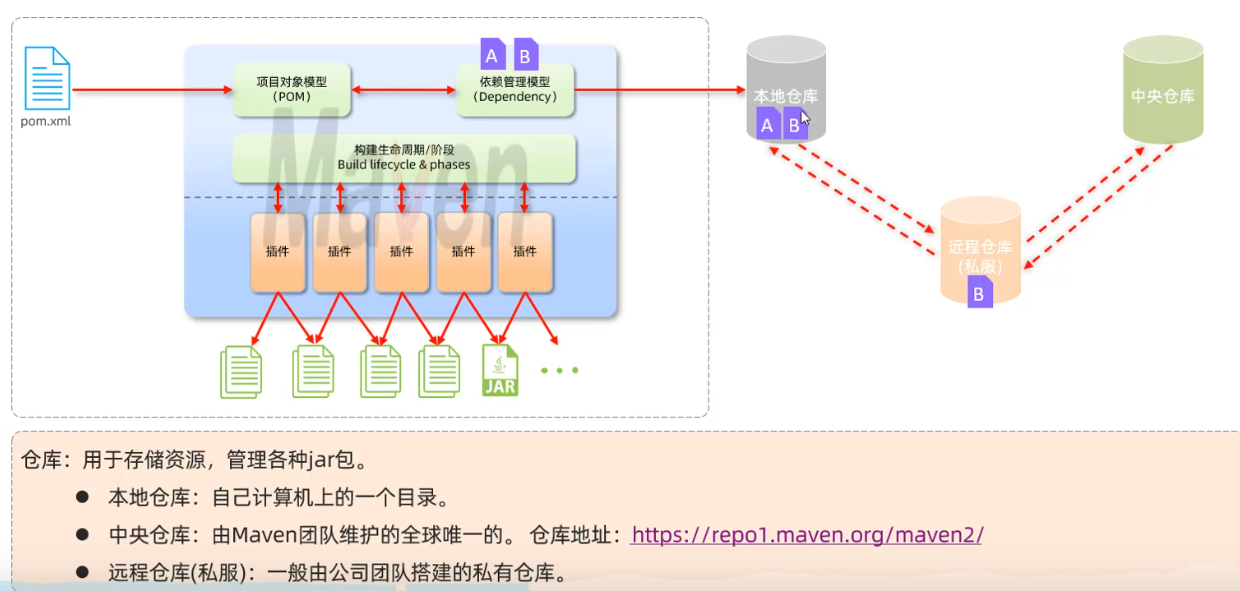 pom.xml
项目对象模型
（POM）
A B
依赖管理模型
（Dependency）
构建生命周期/阶段
Build lifecycle & phases
Maven
插件 插件 插件 插件 插件
JAR
本地仓库
A B
中央仓库
远程仓库
(私服)
B
仓库：用于存储资源，管理各种jar包。
● 本地仓库：自己计算机上的一个目录。
● 中央仓库：由Maven团队维护的全球唯一的。 仓库地址：https://repo1.maven.org/maven2/
● 远程仓库(私服)：一般由公司团队搭建的私有仓库。